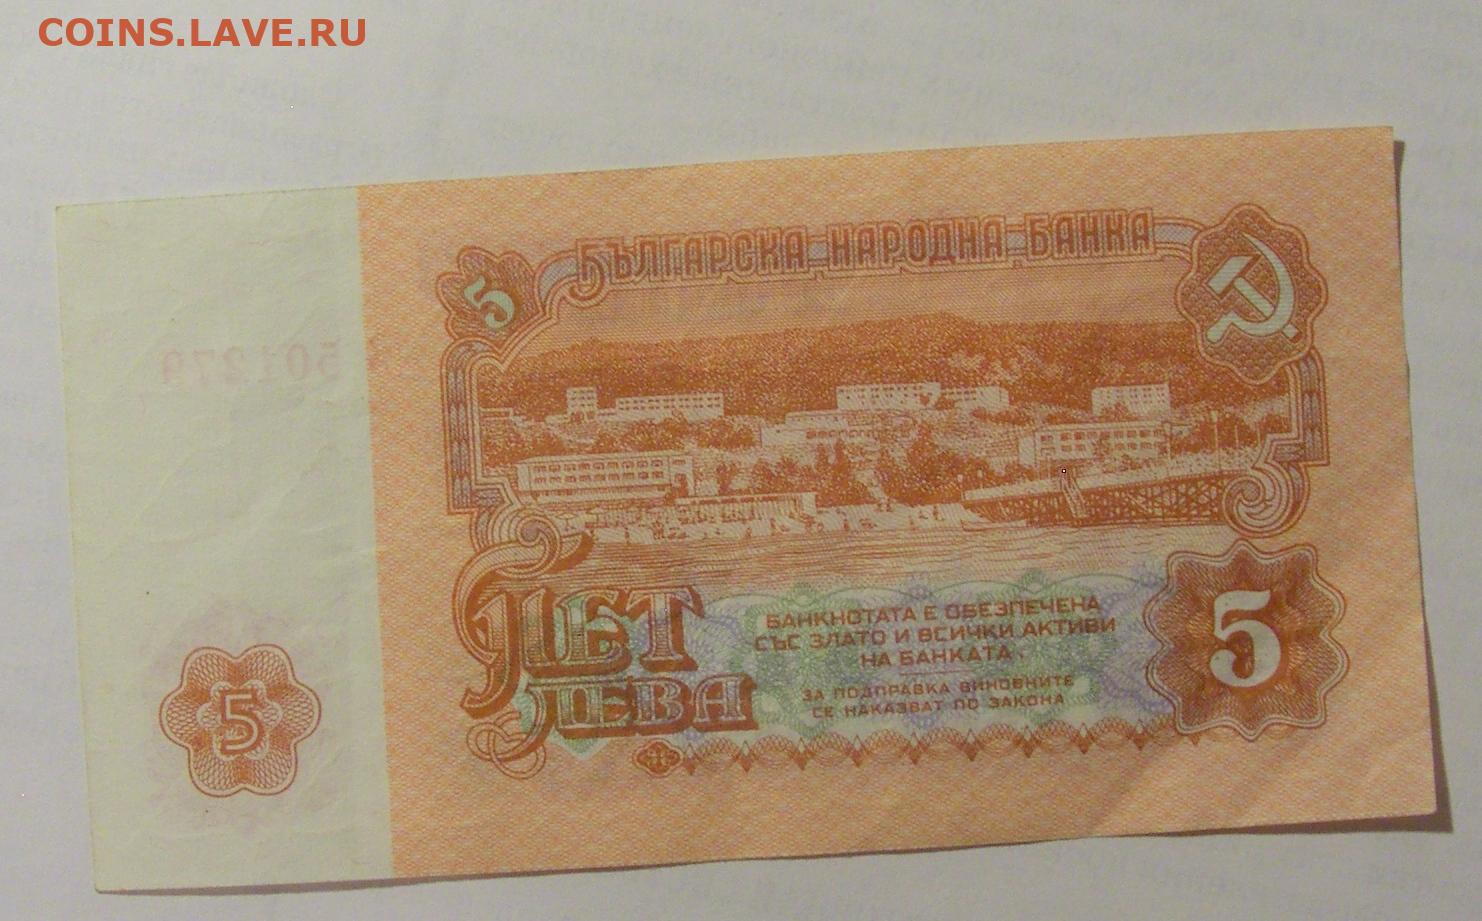 COINS.LAVE.RU
5
БЪЛГАРСКА НАРОДНА БАНКА
501279
ПЕТ
ЛЕВА
БАНКНОТАТА Е ОБЕЗПЕЧЕНА
СЪС ЗЛАТО И ВСИЧКИ АКТИВИ
НА БАНКАТА.
ЗА ПОДПРАВКА ВИНОВНИТЕ
СЕ НАКАЗВАТ ПО ЗАКОНА
5
5